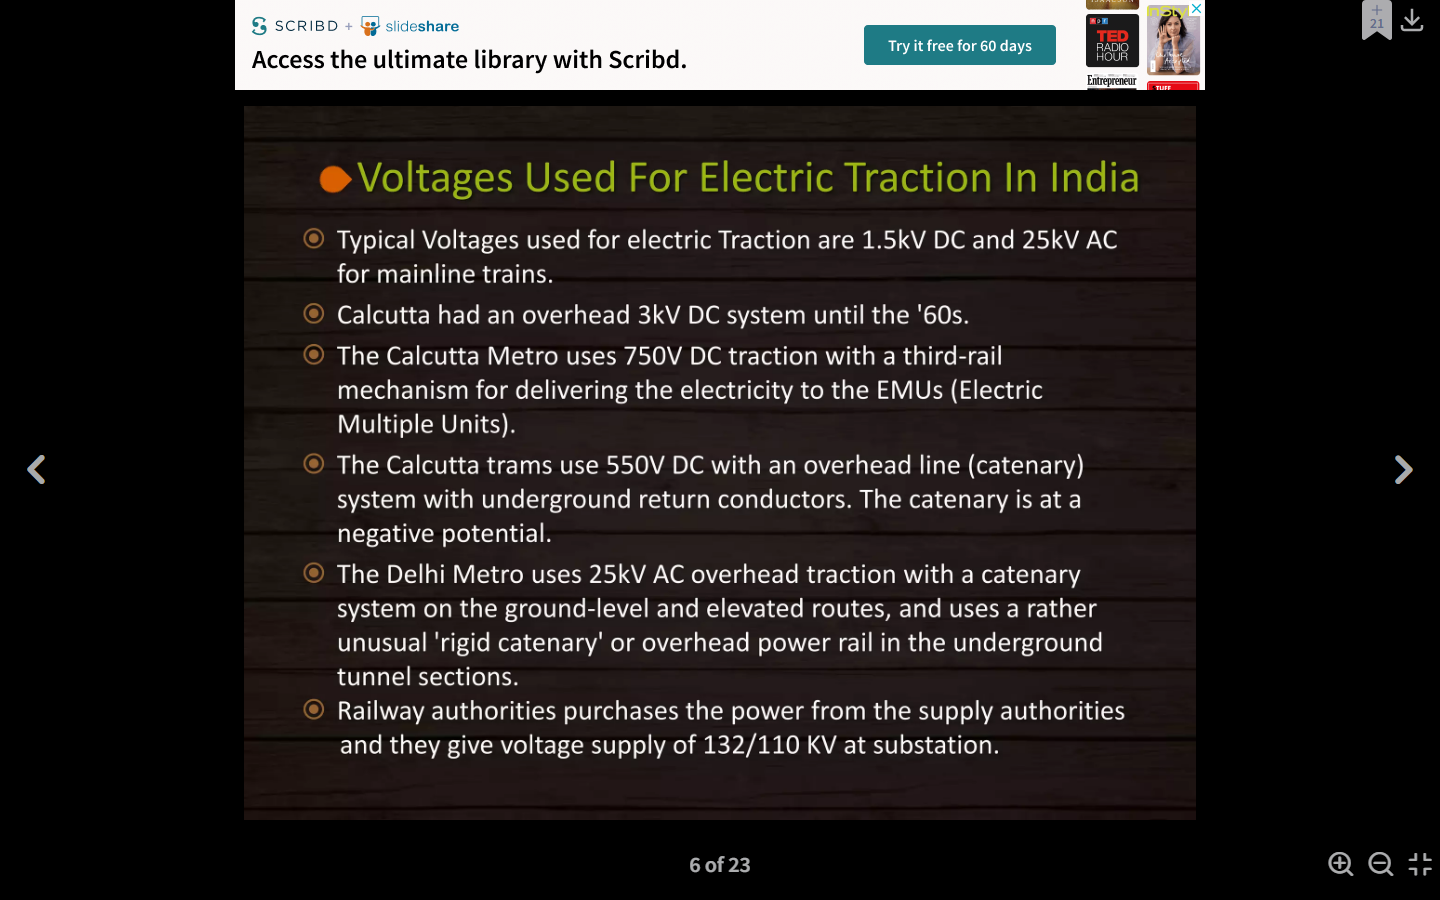 SCRIBD + slideshare
Access the ultimate library with Scribd.
Try it free for 60 days
TED
RADIO
HOUR
Entrepreneur
+
21
Voltages Used For Electric Traction In India
Typical Voltages used for electric Traction are 1.5kV DC and 25kV AC
for mainline trains.
Calcutta had an overhead 3kV DC system until the '60s.
The Calcutta Metro uses 750V DC traction with a third-rail
mechanism for delivering the electricity to the EMUs (Electric
Multiple Units).
The Calcutta trams use 550V DC with an overhead line (catenary)
system with underground return conductors. The catenary is at a
negative potential.
The Delhi Metro uses 25kV AC overhead traction with a catenary
system on the ground-level and elevated routes, and uses a rather
unusual 'rigid catenary' or overhead power rail in the underground
tunnel sections.
Railway authorities purchases the power from the supply authorities
and they give voltage supply of 132/110 KV at substation.
6 of 23